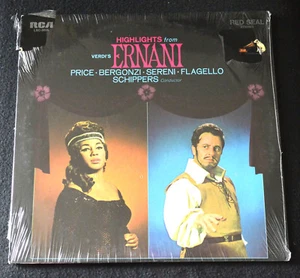 RCA
RED SEAL
HIGHLIGHTS from
VERDI'S
ERNANI
PRICE · BERGONZI · SERENI · FLAGELLO
SCHIPPERS Conductor